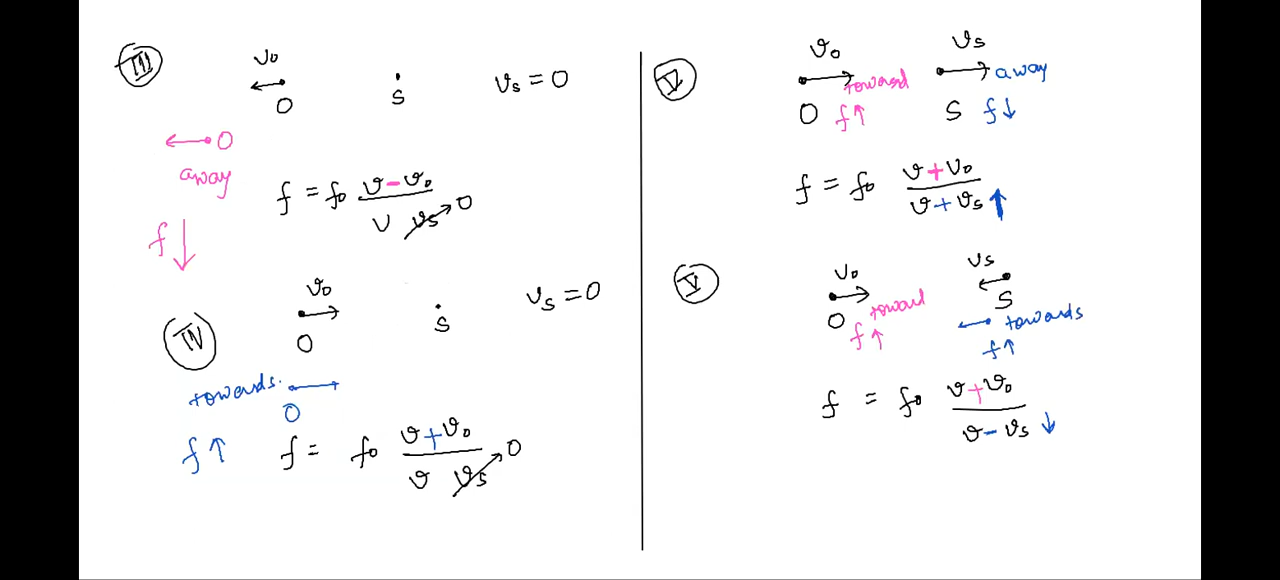 III
v₀
O
S
vₛ = 0
O
away
f = f₀ (v - v₀) / (v vₛ→0)
f↓
IV
v₀
O
S
vₛ = 0
towards.
O
f↑
f = f₀ (v + v₀) / (v vₛ→0)
V
v₀
vₛ
toward
away
O f↑
S f↓
f = f₀ (v + v₀) / (v + vₛ) ↑
V
v₀
vₛ
O
toward
f↑
S
towards
f↑
f = f₀ (v + v₀) / (v - vₛ) ↓